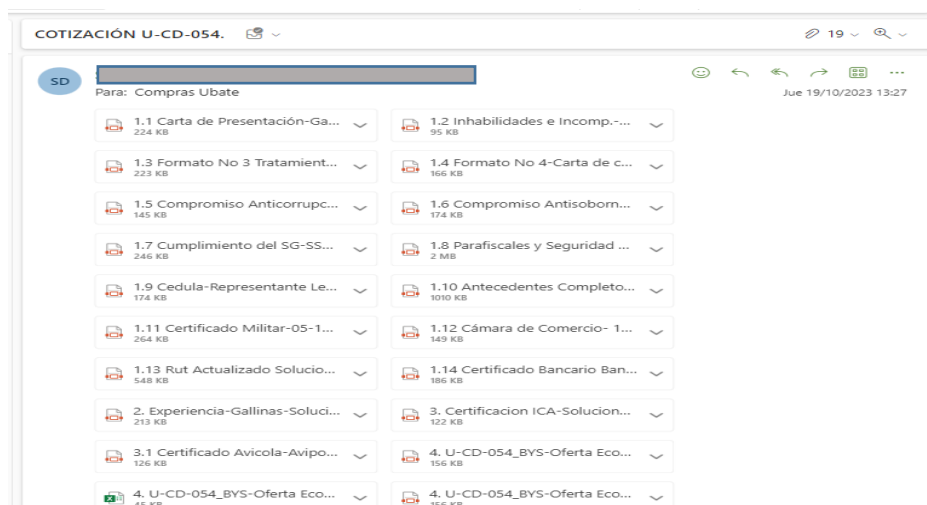 COTIZACIÓN U-CD-054.
19
SD
Para: Compras Ubate
Jue 19/10/2023 13:27
1.1 Carta de Presentación-Ga...
224 KB
1.2 Inhabilidades e Incomp.-...
95 KB
1.3 Formato No 3 Tratamient...
223 KB
1.4 Formato No 4-Carta de c...
166 KB
1.5 Compromiso Anticorrupc...
145 KB
1.6 Compromiso Antisoborn...
174 KB
1.7 Cumplimiento del SG-SS...
246 KB
1.8 Parafiscales y Seguridad ...
2 MB
1.9 Cedula-Representante Le...
174 KB
1.10 Antecedentes Completo...
1010 KB
1.11 Certificado Militar-05-1...
264 KB
1.12 Cámara de Comercio- 1...
149 KB
1.13 Rut Actualizado Solucio...
548 KB
1.14 Certificado Bancario Ban...
186 KB
2. Experiencia-Gallinas-Soluci...
213 KB
3. Certificacion ICA-Solucion...
122 KB
3.1 Certificado Avicola-Avipo...
126 KB
4. U-CD-054_BYS-Oferta Eco...
156 KB
4. U-CD-054_BYS-Oferta Eco...
45 KB
4. U-CD-054_BYS-Oferta Eco...
156 KB